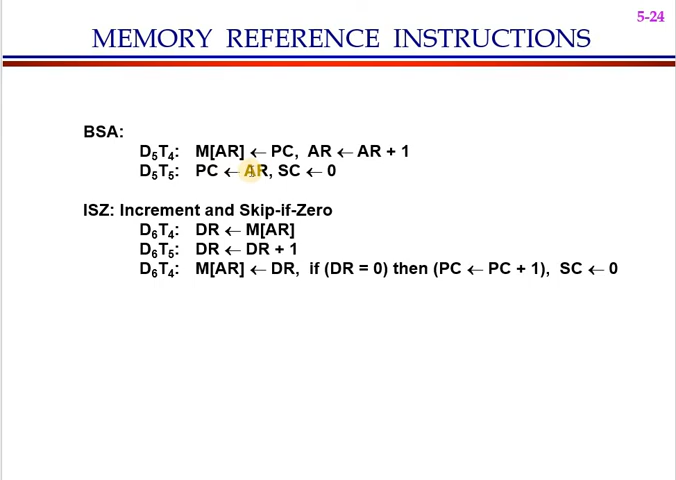 5-24
MEMORY REFERENCE INSTRUCTIONS
BSA:
D₅T₄: M[AR] ← PC, AR ← AR + 1
D₅T₅: PC ← AR, SC ← 0
ISZ: Increment and Skip-if-Zero
D₆T₄: DR ← M[AR]
D₆T₅: DR ← DR + 1
D₆T₄: M[AR] ← DR, if (DR = 0) then (PC ← PC + 1), SC ← 0